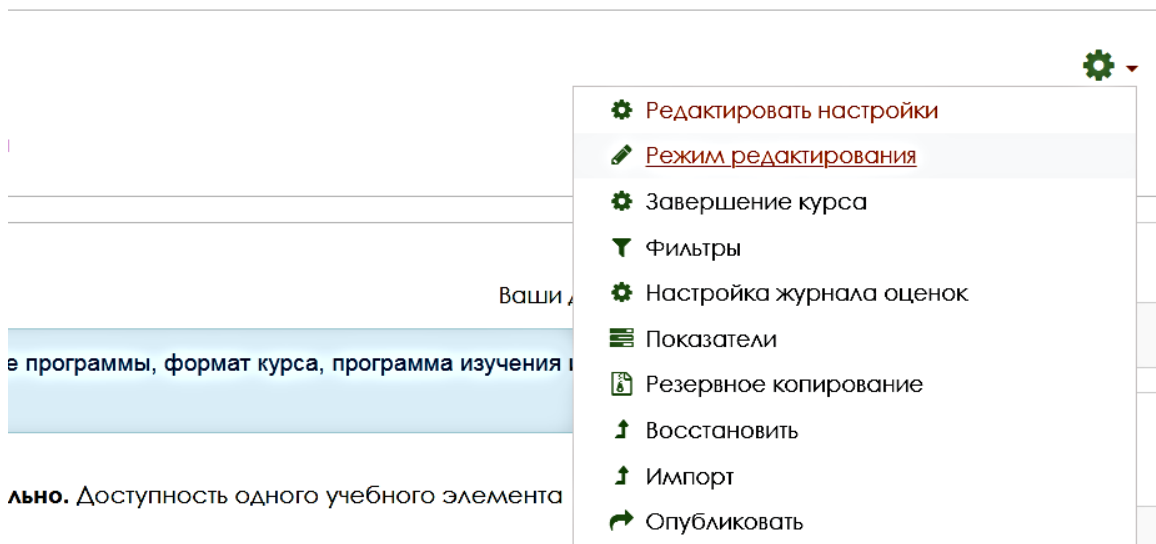 Редактировать настройки
Режим редактирования
Завершение курса
Фильтры
Ваши
Настройка журнала оценок
Показатели
е программы, формат курса, программа изучения
Резервное копирование
Восстановить
Импорт
льно. Доступность одного учебного элемента
Опубликовать